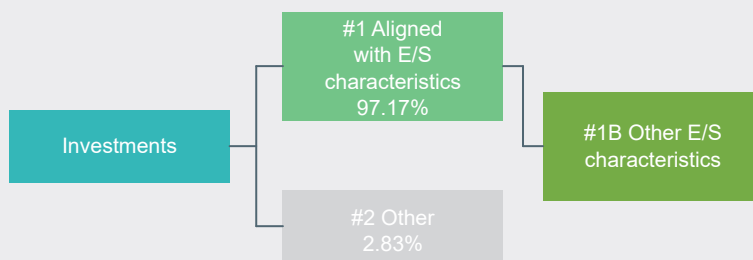 #1 Aligned
with E/S
characteristics
97.17%
Investments
#1B Other E/S
characteristics
#2 Other
2.83%